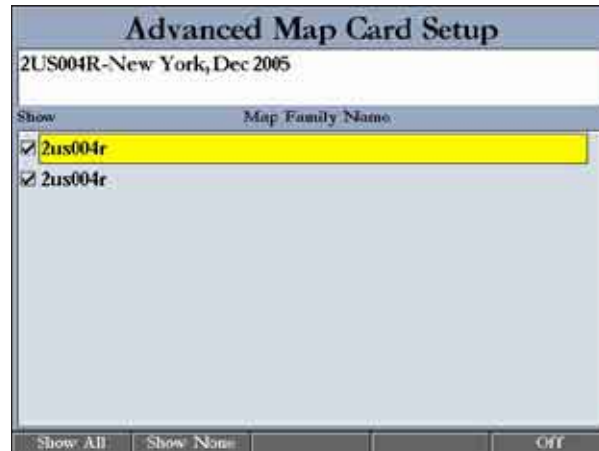 Advanced Map Card Setup
2US004R-New York, Dec 2005
Show Map Family Name
2us004r
2us004r
Show All Show None Off